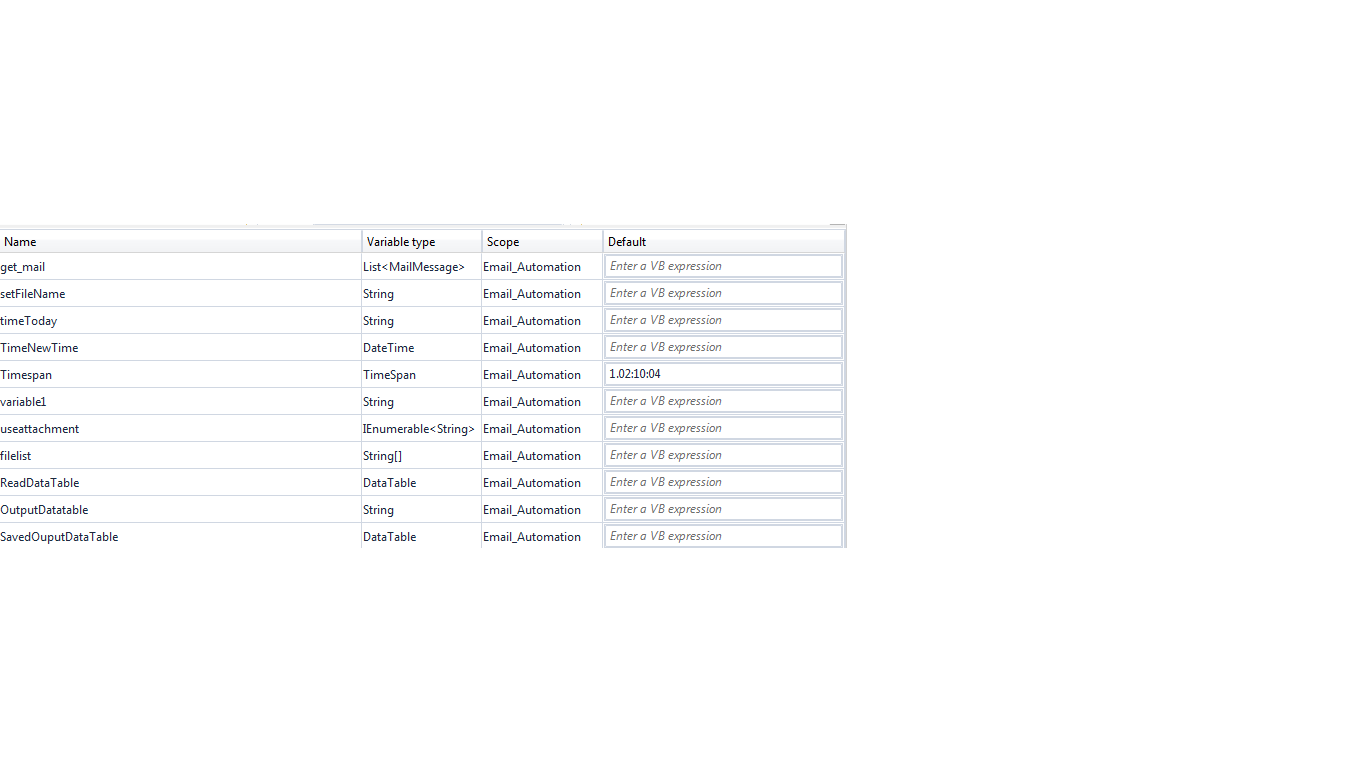 Name Variable type Scope Default
get_mail List<MailMessage> Email_Automation Enter a VB expression
setFileName String Email_Automation Enter a VB expression
timeToday String Email_Automation Enter a VB expression
TimeNewTime DateTime Email_Automation Enter a VB expression
Timespan TimeSpan Email_Automation 1.02:10:04
variable1 String Email_Automation Enter a VB expression
useattachment IEnumerable<String> Email_Automation Enter a VB expression
filelist String[] Email_Automation Enter a VB expression
ReadDataTable DataTable Email_Automation Enter a VB expression
OutputDatatable String Email_Automation Enter a VB expression
SavedOuputDataTable DataTable Email_Automation Enter a VB expression